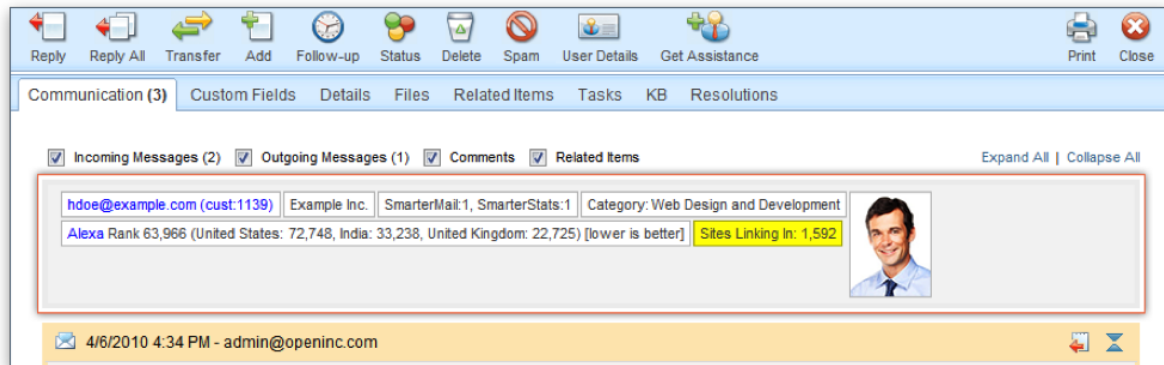 Reply Reply All Transfer Add Follow-up Status Delete Spam User Details Get Assistance Print Close
Communication (3) Custom Fields Details Files Related Items Tasks KB Resolutions
Incoming Messages (2) Outgoing Messages (1) Comments Related Items Expand All | Collapse All
hdoe@example.com (cust:1139) Example Inc. SmarterMail:1, SmarterStats:1 Category: Web Design and Development
Alexa Rank 63,966 (United States: 72,748, India: 33,238, United Kingdom: 22,725) [lower is better] Sites Linking In: 1,592
4/6/2010 4:34 PM - admin@openinc.com